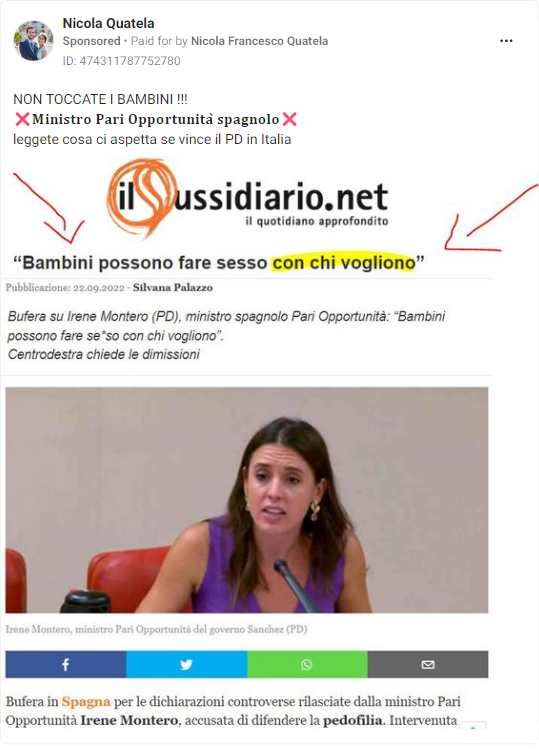 Nicola Quatela
Sponsored • Paid for by Nicola Francesco Quatela
ID: 474311787752780
NON TOCCATE I BAMBINI !!!
❌Ministro Pari Opportunità spagnolo❌
leggete cosa ci aspetta se vince il PD in Italia
ilSussidiario.net
il quotidiano approfondito
“Bambini possono fare sesso con chi vogliono”
Pubblicazione: 22.09.2022 - Silvana Palazzo
Bufera su Irene Montero (PD), ministro spagnolo Pari Opportunità: “Bambini
possono fare se*so con chi vogliono”.
Centrodestra chiede le dimissioni
Irene Montero, ministro Pari Opportunità del governo Sanchez (PD)
Bufera in Spagna per le dichiarazioni controverse rilasciate dalla ministro Pari
Opportunità Irene Montero, accusata di difendere la pedofilia. Intervenuta